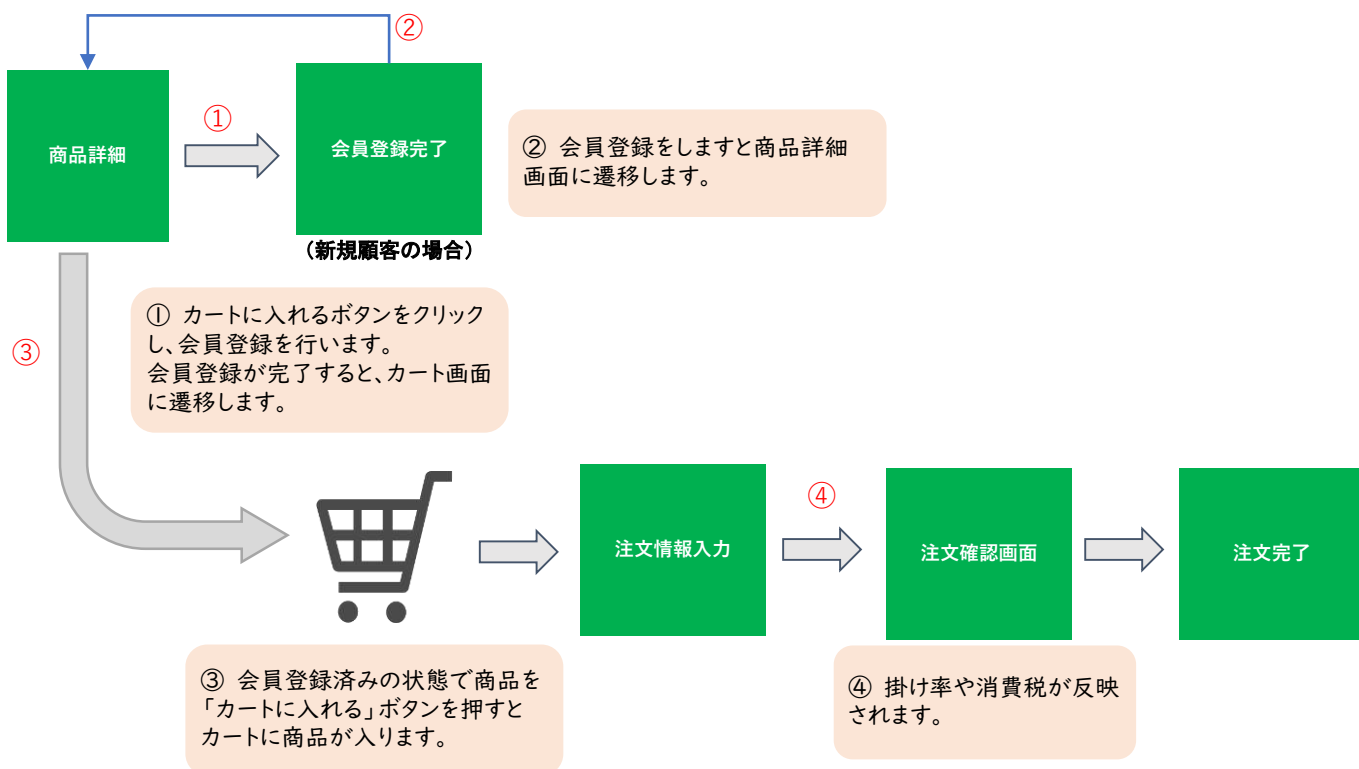 ②
商品詳細
①
会員登録完了
(新規顧客の場合)
② 会員登録をしますと商品詳細
画面に遷移します。
① カートに入れるボタンをクリック
し、会員登録を行います。
会員登録が完了すると、カート画面
に遷移します。
③
注文情報入力
④
注文確認画面
注文完了
③ 会員登録済みの状態で商品を
「カートに入れる」ボタンを押すと
カートに商品が入ります。
④ 掛け率や消費税が反映
されます。